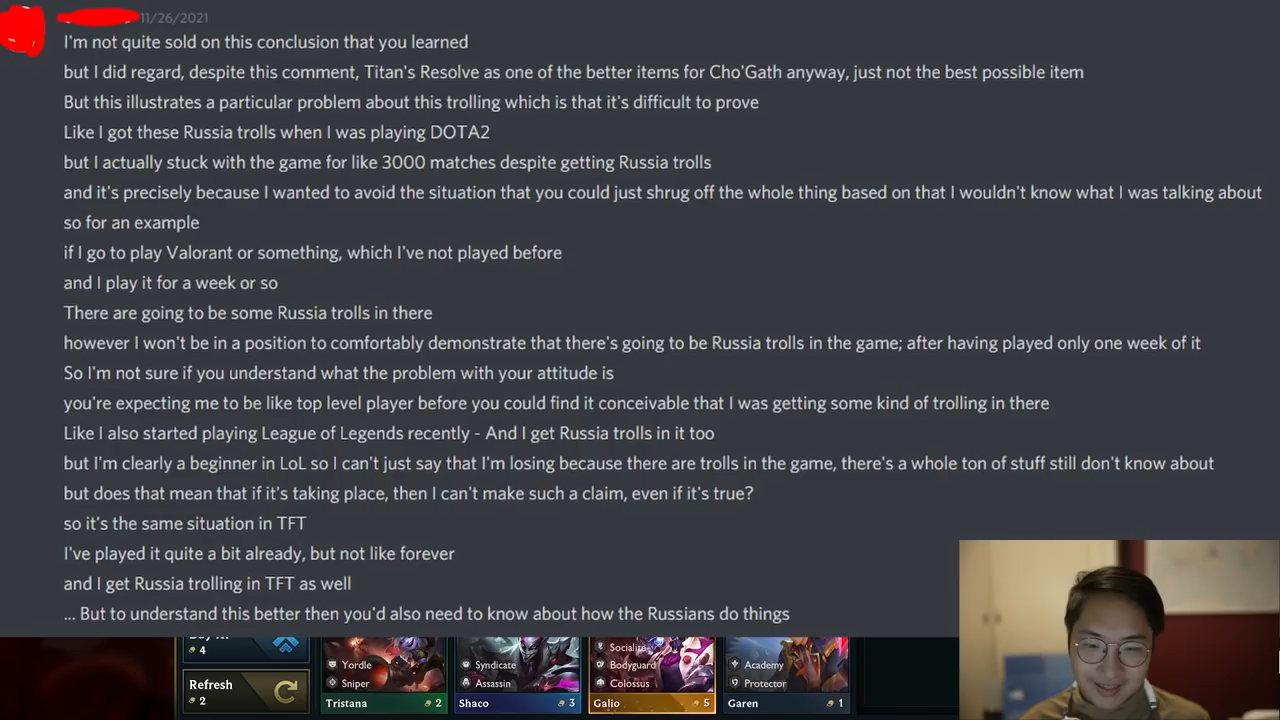 11/26/2021
I'm not quite sold on this conclusion that you learned
but I did regard, despite this comment, Titan's Resolve as one of the better items for Cho'Gath anyway, just not the best possible item
But this illustrates a particular problem about this trolling which is that it's difficult to prove
Like I got these Russia trolls when I was playing DOTA2
but I actually stuck with the game for like 3000 matches despite getting Russia trolls
and it's precisely because I wanted to avoid the situation that you could just shrug off the whole thing based on that I wouldn't know what I was talking about
so for an example
if I go to play Valorant or something, which I've not played before
and I play it for a week or so
There are going to be some Russia trolls in there
however I won't be in a position to comfortably demonstrate that there's going to be Russia trolls in the game; after having played only one week of it
So I'm not sure if you understand what the problem with your attitude is
you're expecting me to be like top level player before you could find it conceivable that I was getting some kind of trolling in there
Like I also started playing League of Legends recently - And I get Russia trolls in it too
but I'm clearly a beginner in LoL so I can't just say that I'm losing because there are trolls in the game, there's a whole ton of stuff still don't know about
but does that mean that if it's taking place, then I can't make such a claim, even if it's true?
so it's the same situation in TFT
I've played it quite a bit already, but not like forever
and I get Russia trolling in TFT as well
... But to understand this better then you'd also need to know about how the Russians do things
4
Refresh
2
Yordle
Sniper
Tristana 2
Syndicate
Assassin
Shaco 3
Socialite
Bodyguard
Colossus
Galio 5
Academy
Protector
Garen 1